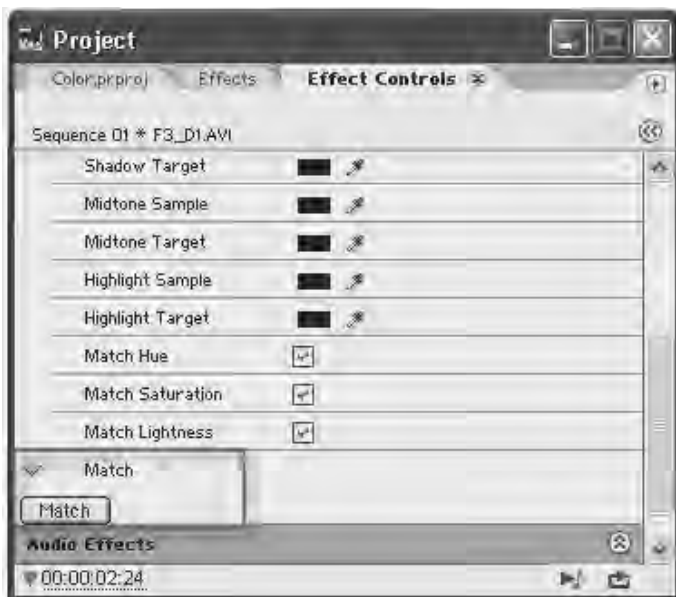 Project
Color.prproj Effects Effect Controls
Sequence 01 * F3_D1.AVI
Shadow Target
Midtone Sample
Midtone Target
Highlight Sample
Highlight Target
Match Hue
Match Saturation
Match Lightness
Match
Match
Audio Effects
00:00:02:24